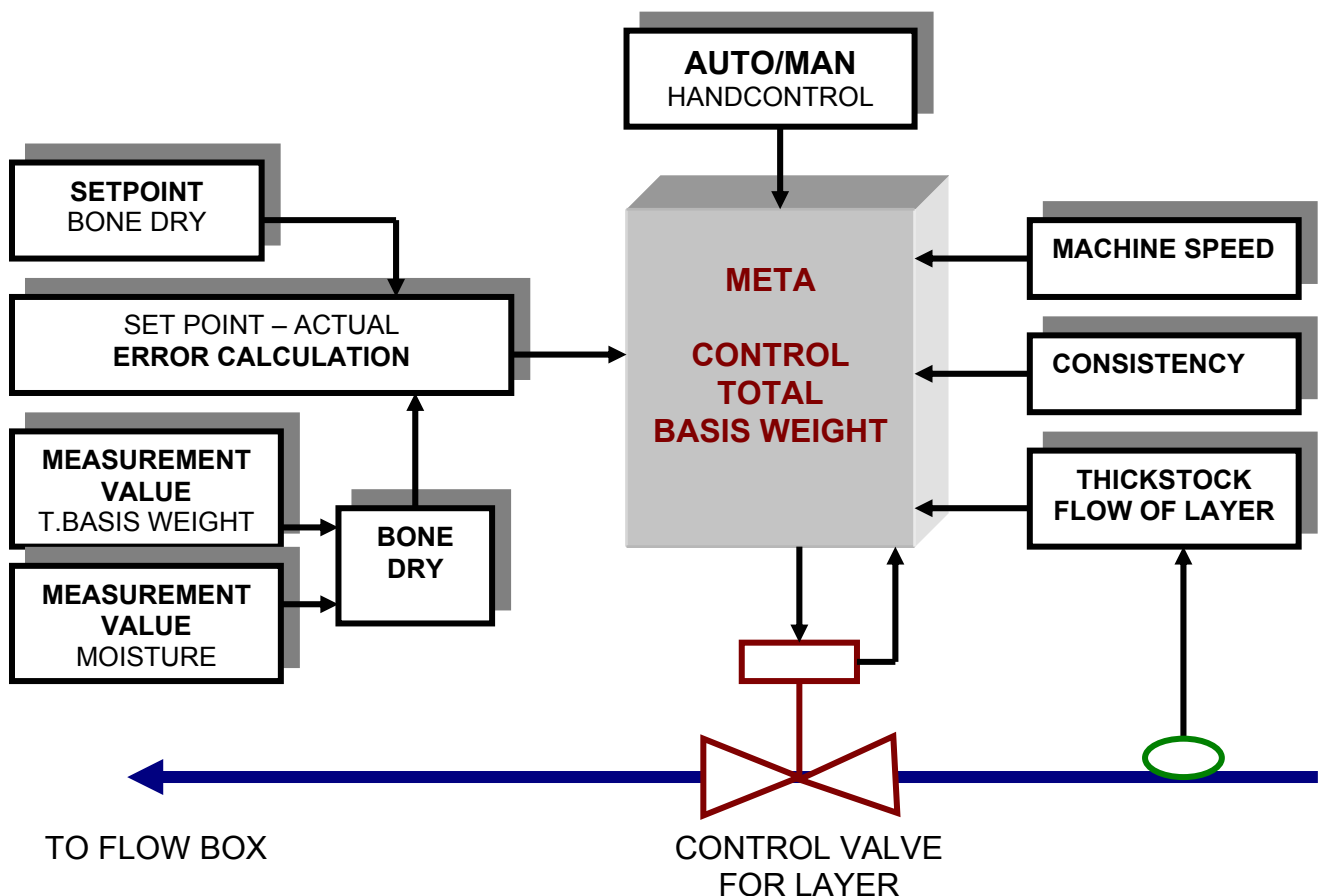 AUTO/MAN
HANDCONTROL
SETPOINT
BONE DRY
SET POINT – ACTUAL
ERROR CALCULATION
MEASUREMENT
VALUE
T.BASIS WEIGHT
MEASUREMENT
VALUE
MOISTURE
BONE
DRY
META
CONTROL
TOTAL
BASIS WEIGHT
MACHINE SPEED
CONSISTENCY
THICKSTOCK
FLOW OF LAYER
TO FLOW BOX
CONTROL VALVE
FOR LAYER